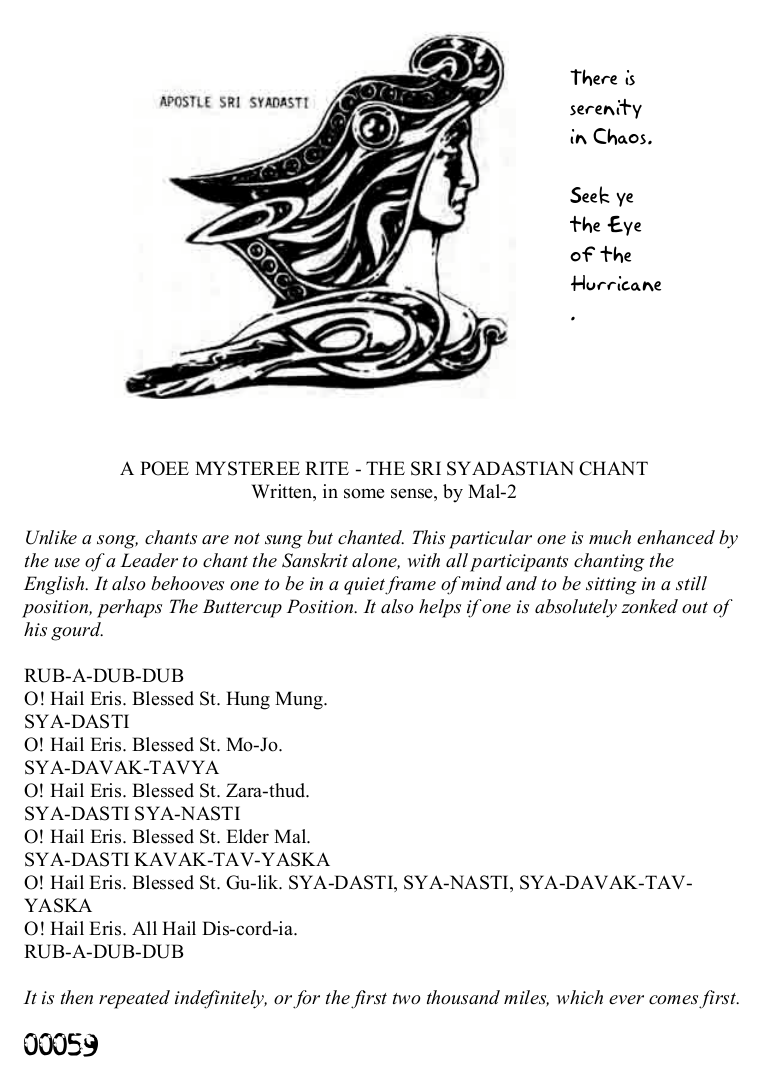 APOSTLE SRI SYADASTI
There is
serenity
in Chaos.
Seek ye
the Eye
of the
Hurricane
.
A POEE MYSTEREE RITE - THE SRI SYADASTIAN CHANT
Written, in some sense, by Mal-2
Unlike a song, chants are not sung but chanted. This particular one is much enhanced by
the use of a Leader to chant the Sanskrit alone, with all participants chanting the
English. It also behooves one to be in a quiet frame of mind and to be sitting in a still
position, perhaps The Buttercup Position. It also helps if one is absolutely zonked out of
his gourd.
RUB-A-DUB-DUB
O! Hail Eris. Blessed St. Hung Mung.
SYA-DASTI
O! Hail Eris. Blessed St. Mo-Jo.
SYA-DAVAK-TAVYA
O! Hail Eris. Blessed St. Zara-thud.
SYA-DASTI SYA-NASTI
O! Hail Eris. Blessed St. Elder Mal.
SYA-DASTI KAVAK-TAV-YASKA
O! Hail Eris. Blessed St. Gu-lik. SYA-DASTI, SYA-NASTI, SYA-DAVAK-TAV-
YASKA
O! Hail Eris. All Hail Dis-cord-ia.
RUB-A-DUB-DUB
It is then repeated indefinitely, or for the first two thousand miles, which ever comes first.
00059